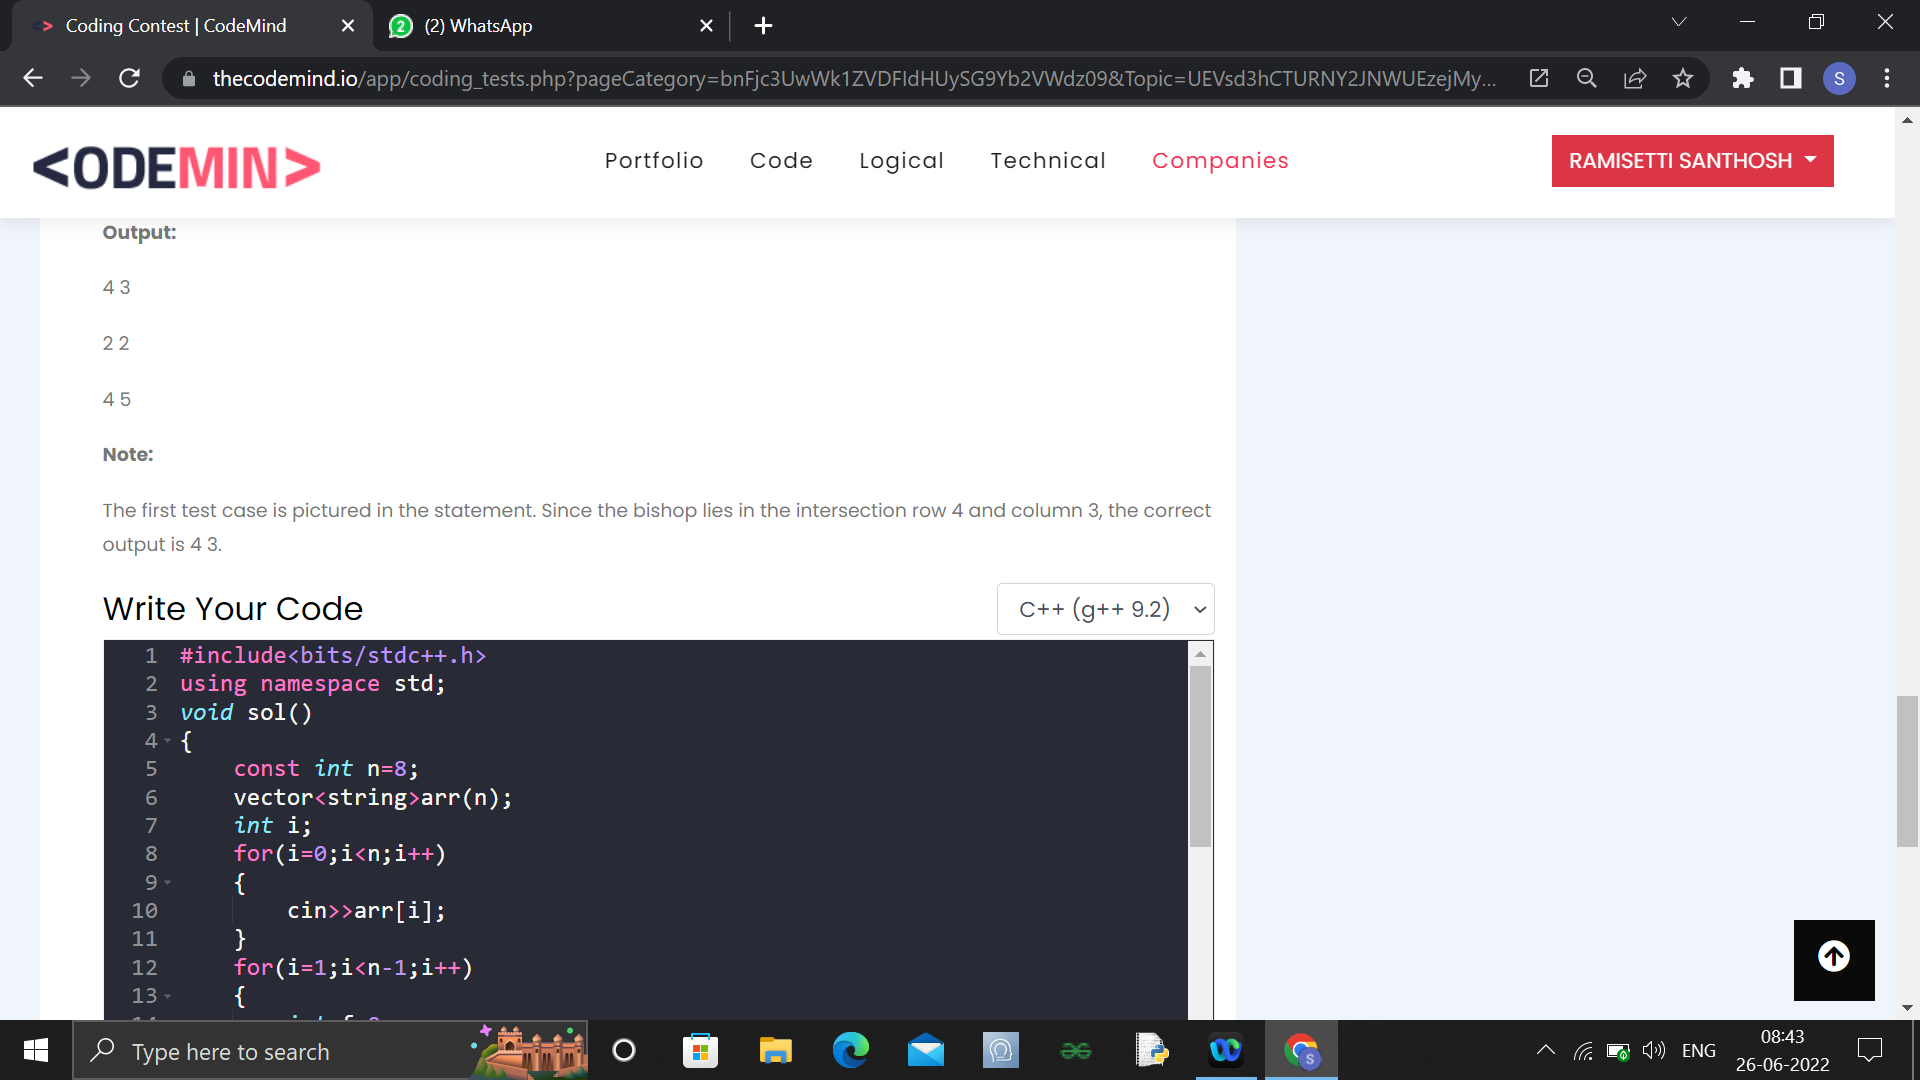 Coding Contest | CodeMind
(2) WhatsApp
thecodemind.io/app/coding_tests.php?pageCategory=bnFjc3UwWk1ZVDFIdHUySG9Yb2VWdz09&Topic=UEVsd3hCTURNY2JNWUEzejMy...
S
<ODEMIN>
Portfolio
Code
Logical
Technical
Companies
RAMISETTI SANTHOSH
Output:
4 3
2 2
4 5
Note:
The first test case is pictured in the statement. Since the bishop lies in the intersection row 4 and column 3, the correct
output is 4 3.
Write Your Code
C++ (g++ 9.2)
1 #include<bits/stdc++.h>
2 using namespace std;
3 void sol()
4 {
5 const int n=8;
6 vector<string>arr(n);
7 int i;
8 for(i=0;i<n;i++)
9 {
10 cin>>arr[i];
11 }
12 for(i=1;i<n-1;i++)
13 {
Type here to search
ENG
08:43
26-06-2022